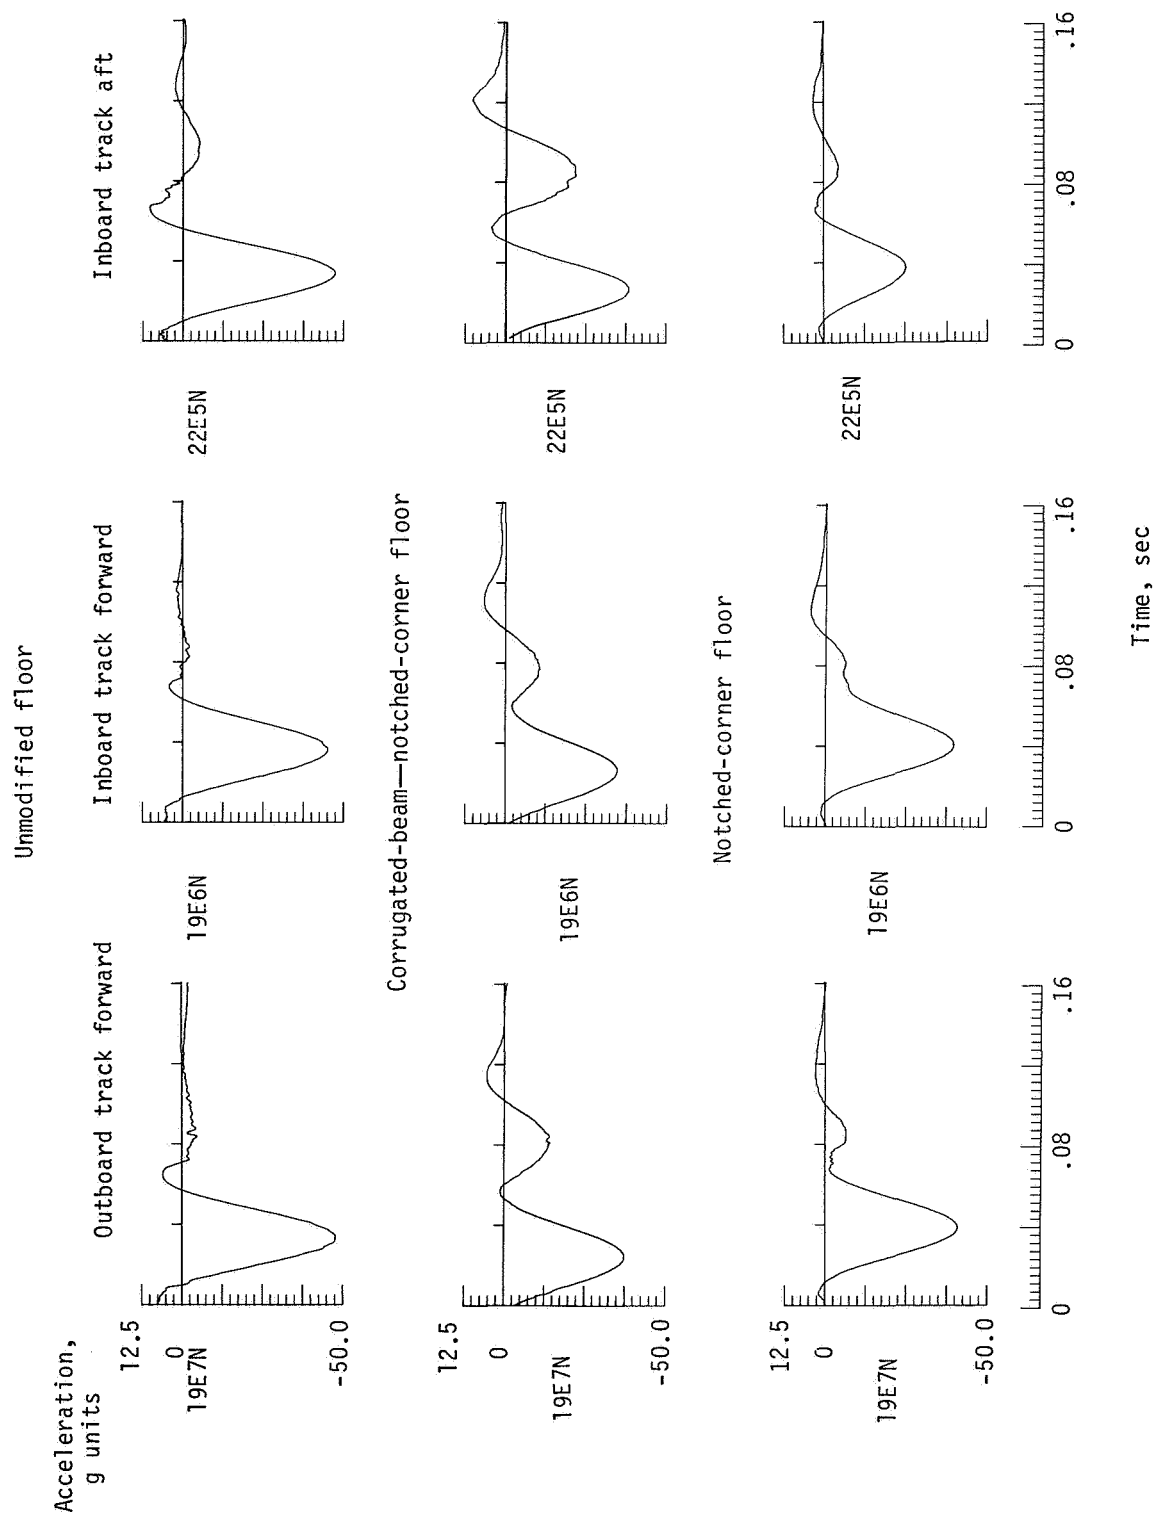 Unmodified floor
Acceleration,
g units
Outboard track forward
Inboard track forward
Inboard track aft
12.5
0
19E7N
-50.0
19E6N
22E5N
Corrugated-beam—notched-corner floor
12.5
0
19E7N
-50.0
19E6N
22E5N
Notched-corner floor
12.5
0
19E7N
-50.0
19E6N
22E5N
0 .08 .16
0 .08 .16
0 .08 .16
Time, sec